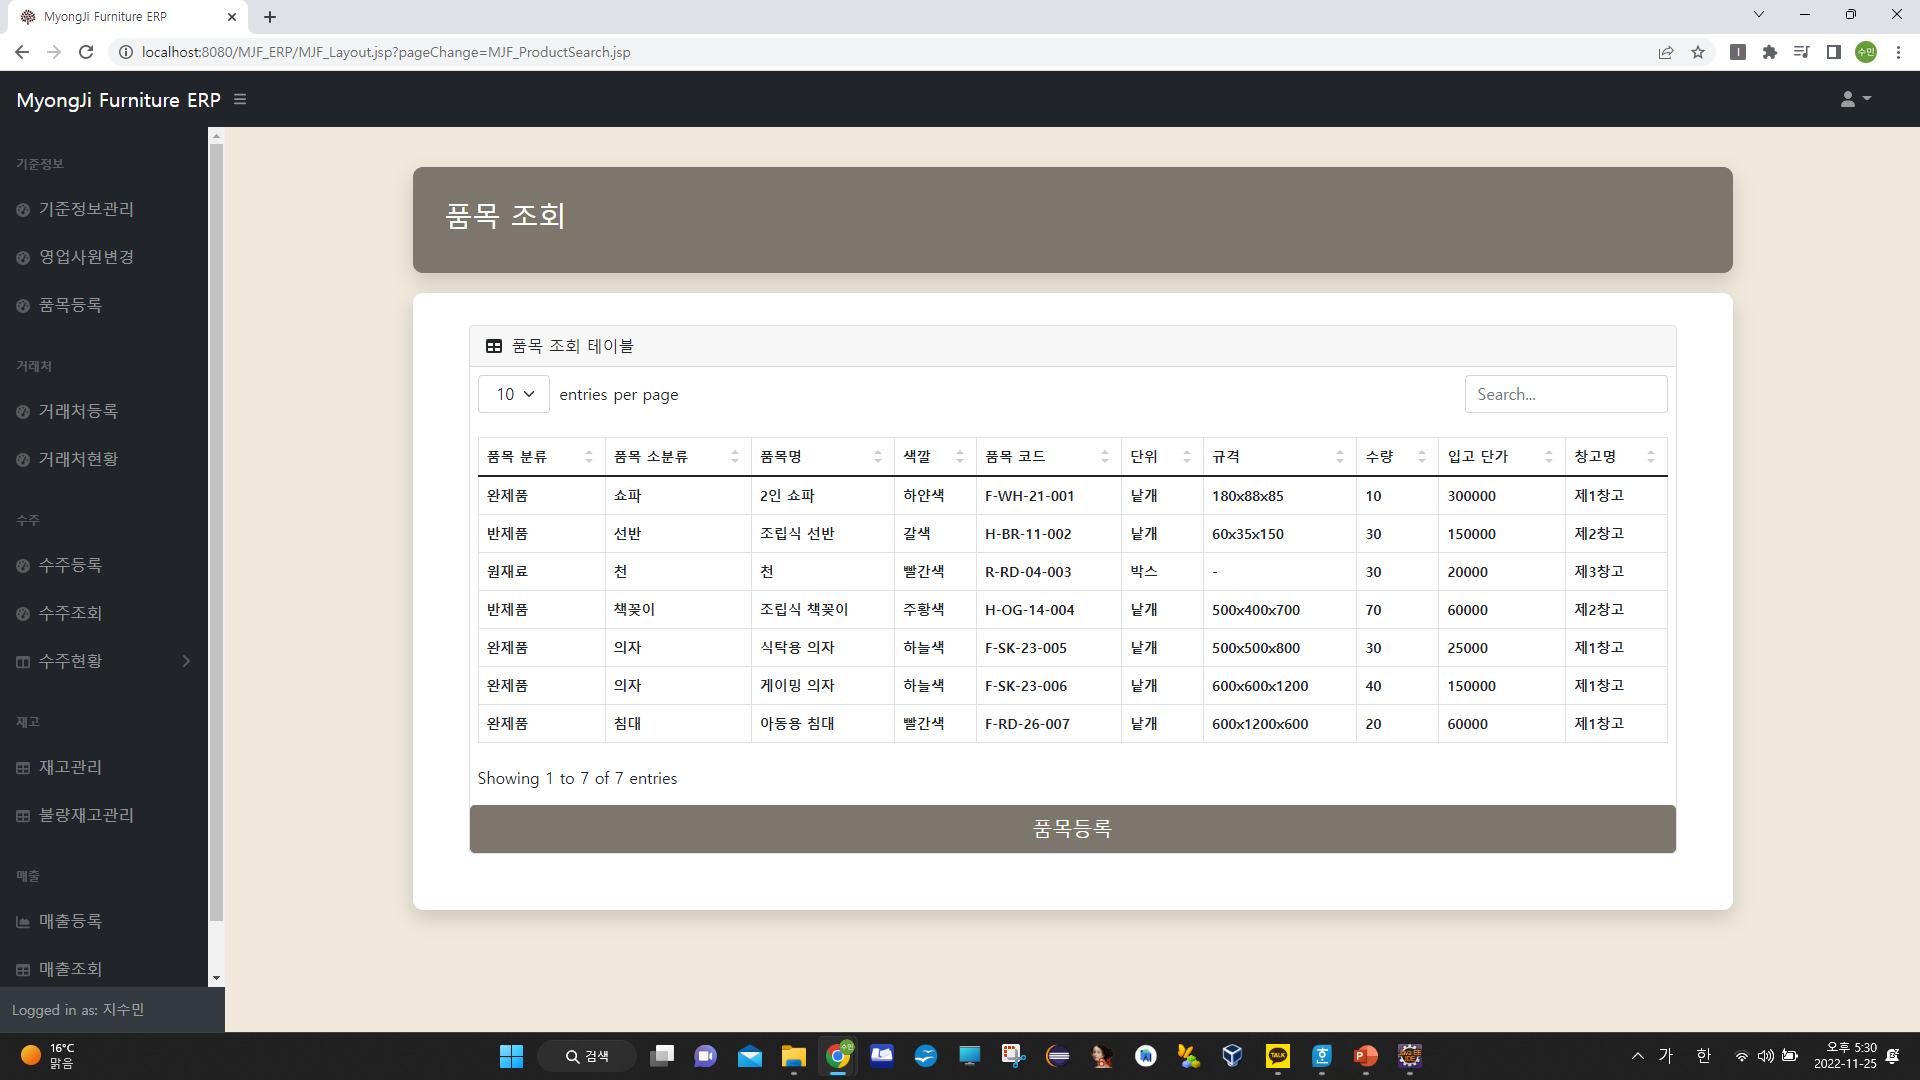 MyongJi Furniture ERP
localhost:8080/MJF_ERP/MJF_Layout.jsp?pageChange=MJF_ProductSearch.jsp
수민
MyongJi Furniture ERP
기준정보
기준정보관리
영업사원변경
품목등록
거래처
거래처등록
거래처현황
수주
수주등록
수주조회
수주현황
재고
재고관리
불량재고관리
매출
매출등록
매출조회
Logged in as: 지수민
품목 조회
품목 조회 테이블
10 entries per page Search...
품목 분류 품목 소분류 품목명 색깔 품목 코드 단위 규격 수량 입고 단가 창고명
완제품 쇼파 2인 쇼파 하얀색 F-WH-21-001 낱개 180x88x85 10 300000 제1창고
반제품 선반 조립식 선반 갈색 H-BR-11-002 낱개 60x35x150 30 150000 제2창고
원재료 천 천 빨간색 R-RD-04-003 박스 - 30 20000 제3창고
반제품 책꽂이 조립식 책꽂이 주황색 H-OG-14-004 낱개 500x400x700 70 60000 제2창고
완제품 의자 식탁용 의자 하늘색 F-SK-23-005 낱개 500x500x800 30 25000 제1창고
완제품 의자 게이밍 의자 하늘색 F-SK-23-006 낱개 600x600x1200 40 150000 제1창고
완제품 침대 아동용 침대 빨간색 F-RD-26-007 낱개 600x1200x600 20 60000 제1창고
Showing 1 to 7 of 7 entries
품목등록
16°C
맑음
검색
수민
TALK
가 한
오후 5:30
2022-11-25